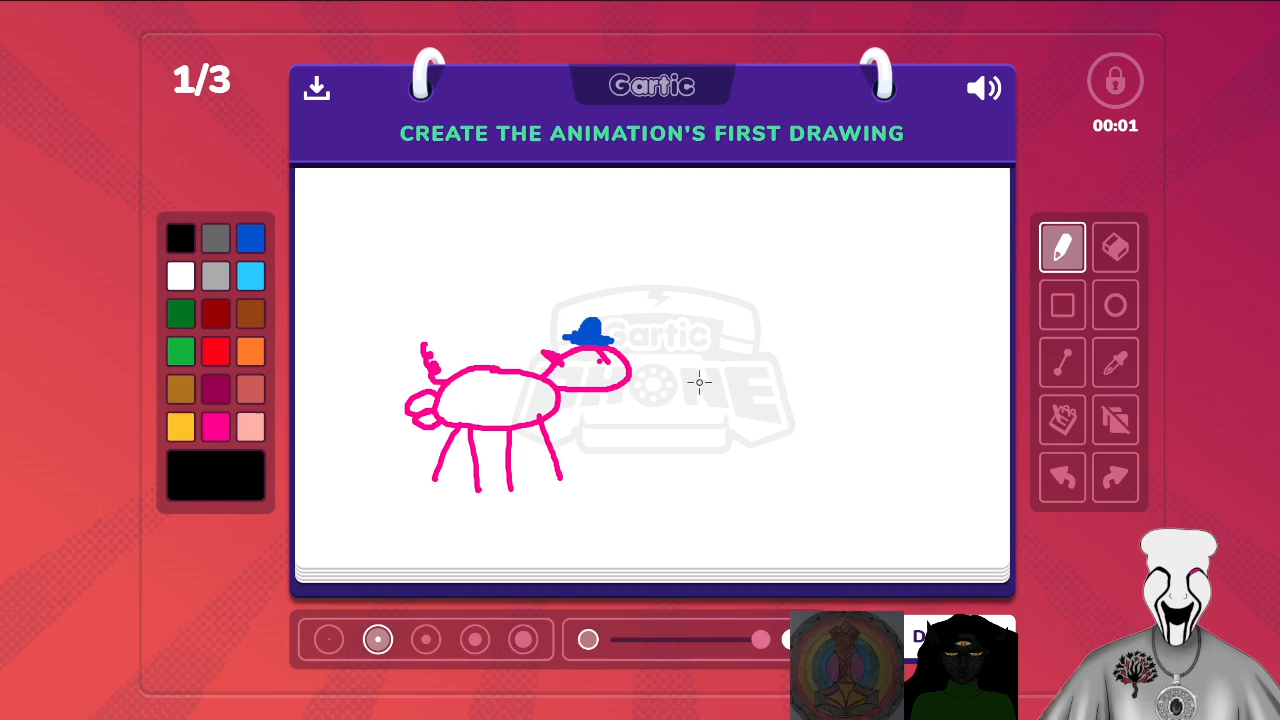 1/3
Gartic
CREATE THE ANIMATION'S FIRST DRAWING
00:01
Gartic
PHONE
D